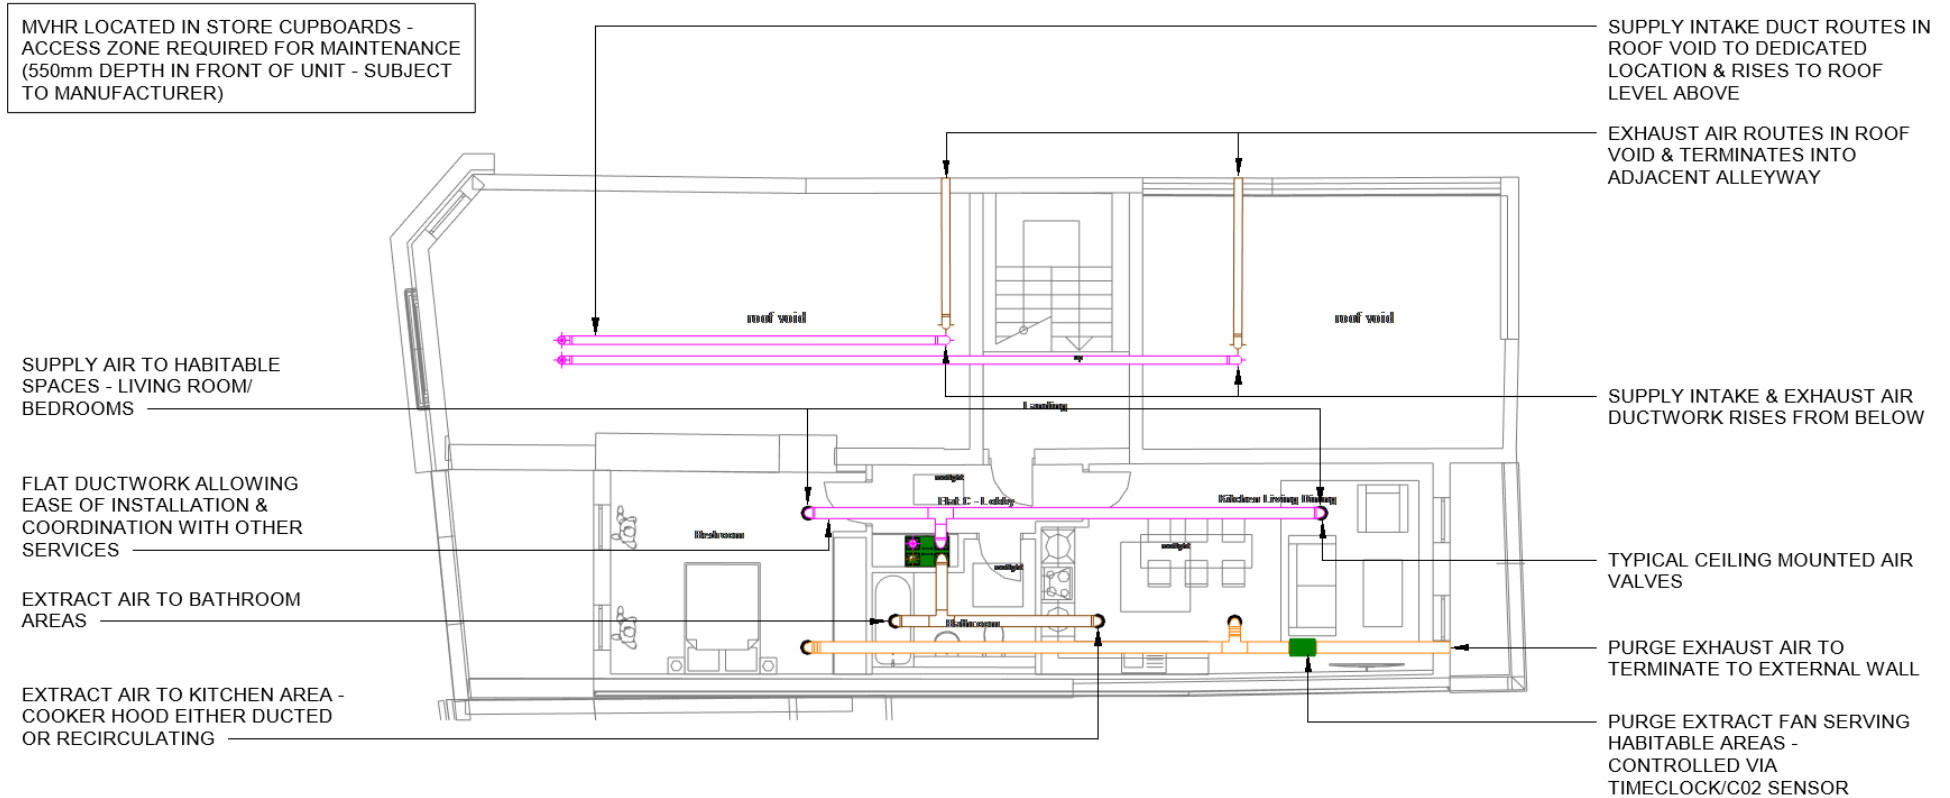 MVHR LOCATED IN STORE CUPBOARDS -
ACCESS ZONE REQUIRED FOR MAINTENANCE
(550mm DEPTH IN FRONT OF UNIT - SUBJECT
TO MANUFACTURER)
SUPPLY INTAKE DUCT ROUTES IN
ROOF VOID TO DEDICATED
LOCATION & RISES TO ROOF
LEVEL ABOVE
EXHAUST AIR ROUTES IN ROOF
VOID & TERMINATES INTO
ADJACENT ALLEYWAY
roof void
roof void
SUPPLY AIR TO HABITABLE
SPACES - LIVING ROOM/
BEDROOMS
SUPPLY INTAKE & EXHAUST AIR
DUCTWORK RISES FROM BELOW
Landing
FLAT DUCTWORK ALLOWING
EASE OF INSTALLATION &
COORDINATION WITH OTHER
SERVICES
rooflight
Flat C - Lobby
Kitchen Living Dining
Bedroom
rooflight
rooflight
TYPICAL CEILING MOUNTED AIR
VALVES
EXTRACT AIR TO BATHROOM
AREAS
Bathroom
PURGE EXHAUST AIR TO
TERMINATE TO EXTERNAL WALL
EXTRACT AIR TO KITCHEN AREA -
COOKER HOOD EITHER DUCTED
OR RECIRCULATING
PURGE EXTRACT FAN SERVING
HABITABLE AREAS -
CONTROLLED VIA
TIMECLOCK/C02 SENSOR